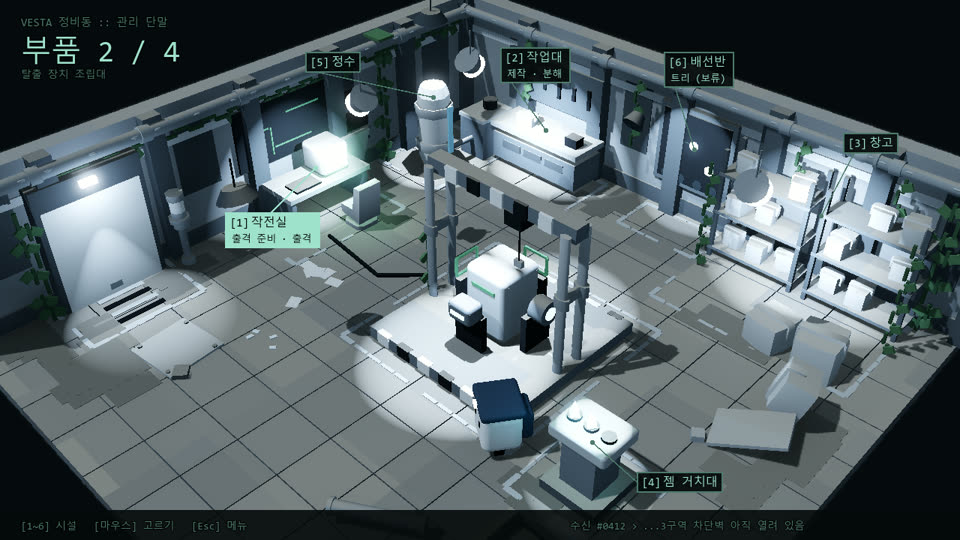 VESTA 정비동 :: 관리 단말
부품 2 / 4
탈출 장치 조립대
[5] 정수
[2] 작업대
제작 · 분해
[6] 배선반
트리 (보류)
[3] 창고
[1] 작전실
출격 준비 · 출격
[4] 젬 거치대
[1~6] 시설 [마우스] 고르기 [Esc] 메뉴
수신 #0412 > ...3구역 차단벽 아직 열려 있음